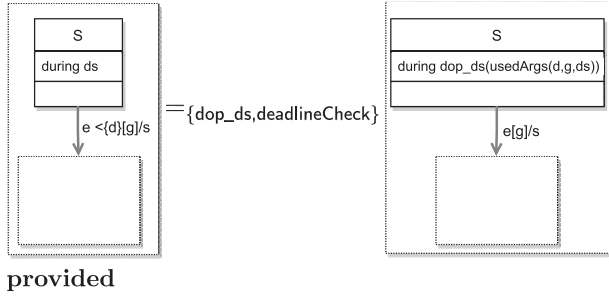 S
during ds
e <{d}[g]/s
={dop_ds,deadlineCheck}
S
during dop_ds(usedArgs(d,g,ds))
e[g]/s
provided